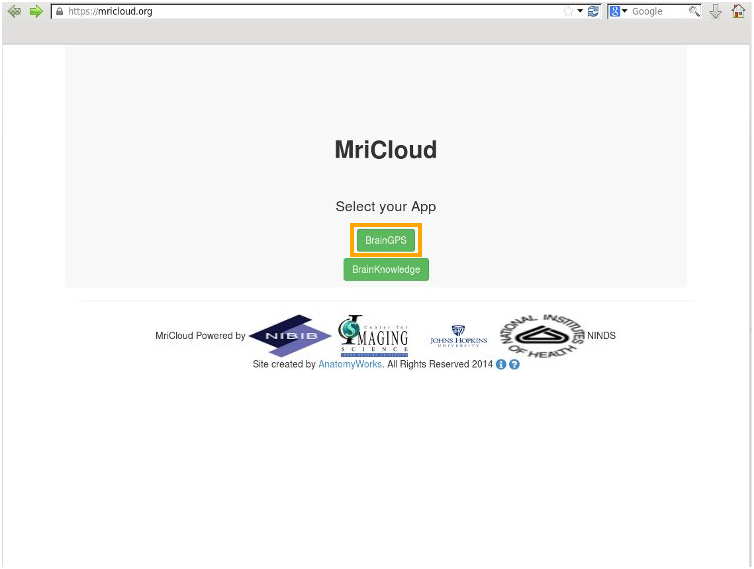 https://mricloud.org
Google
MriCloud
Select your App
BrainGPS
BrainKnowledge
MriCloud Powered by NIBIB Center for IMAGING SCIENCE JOHNS HOPKINS UNIVERSITY NATIONAL INSTITUTES OF HEALTH NINDS
Site created by AnatomyWorks. All Rights Reserved 2014